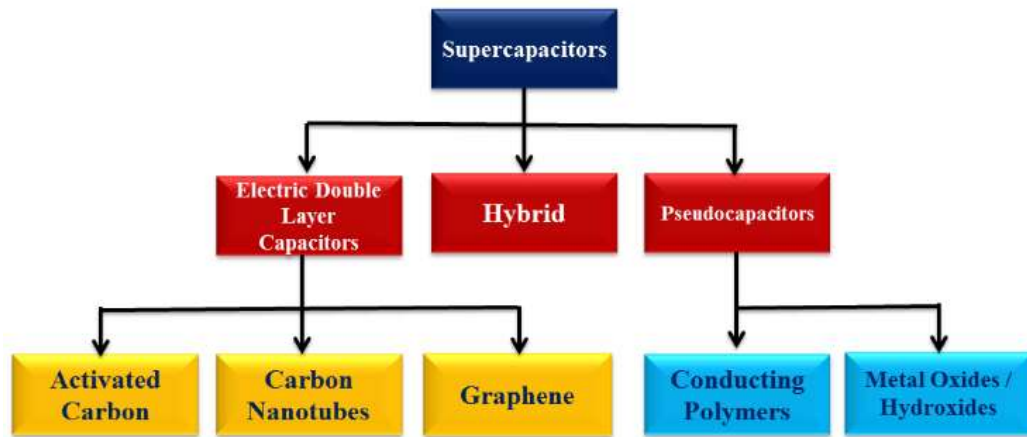 Supercapacitors
Electric Double
Layer
Capacitors
Hybrid
Pseudocapacitors
Activated
Carbon
Carbon
Nanotubes
Graphene
Conducting
Polymers
Metal Oxides /
Hydroxides